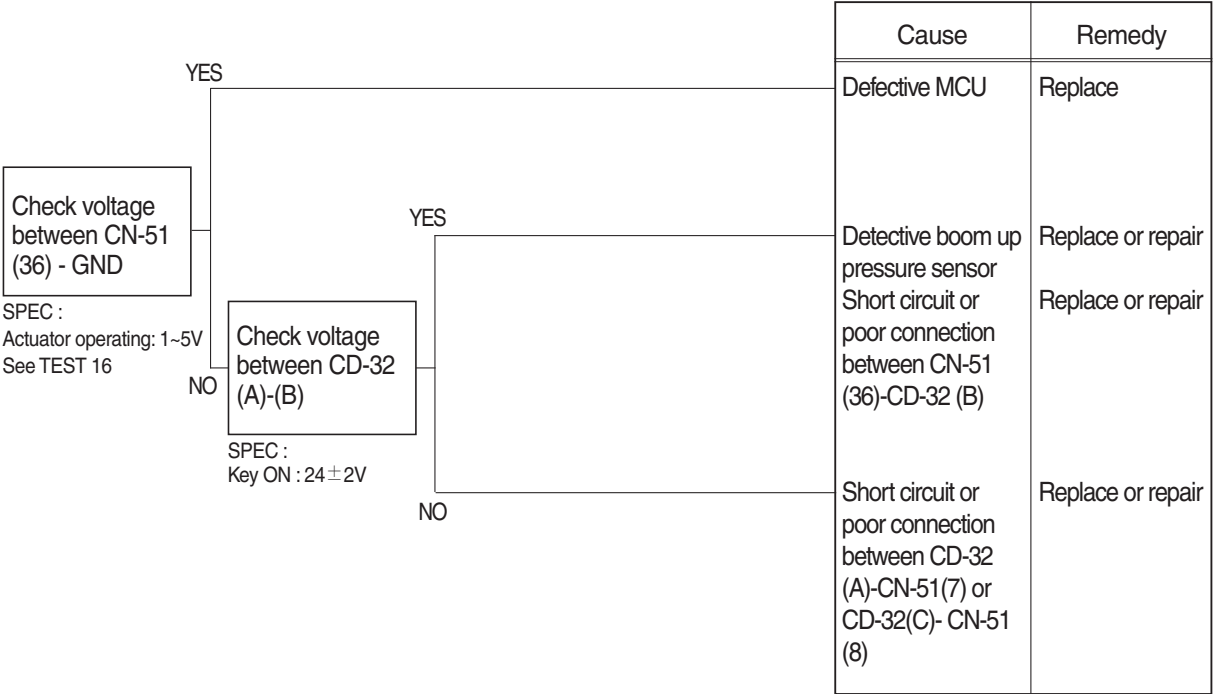 Cause
Remedy
YES
Defective MCU
Replace
Check voltage
between CN-51
(36) - GND
SPEC :
Actuator operating: 1~5V
See TEST 16
NO
YES
Detective boom up
pressure sensor
Replace or repair
Short circuit or
poor connection
between CN-51
(36)-CD-32 (B)
Replace or repair
Check voltage
between CD-32
(A)-(B)
SPEC :
Key ON : 24±2V
NO
Short circuit or
poor connection
between CD-32
(A)-CN-51(7) or
CD-32(C)- CN-51
(8)
Replace or repair